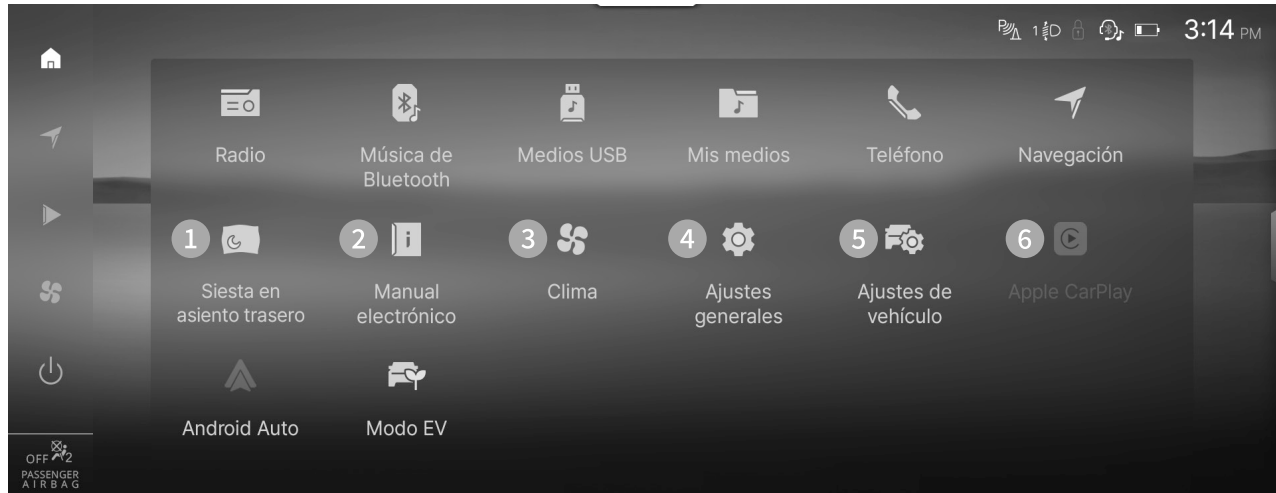 P 1 3:14 PM
Radio
Música de
Bluetooth
Medios USB
Mis medios
Teléfono
Navegación
1
Siesta en
asiento trasero
2
Manual
electrónico
3
Clima
4
Ajustes
generales
5
Ajustes de
vehículo
6
Apple CarPlay
Android Auto
Modo EV
OFF 2
PASSENGER
AIRBAG